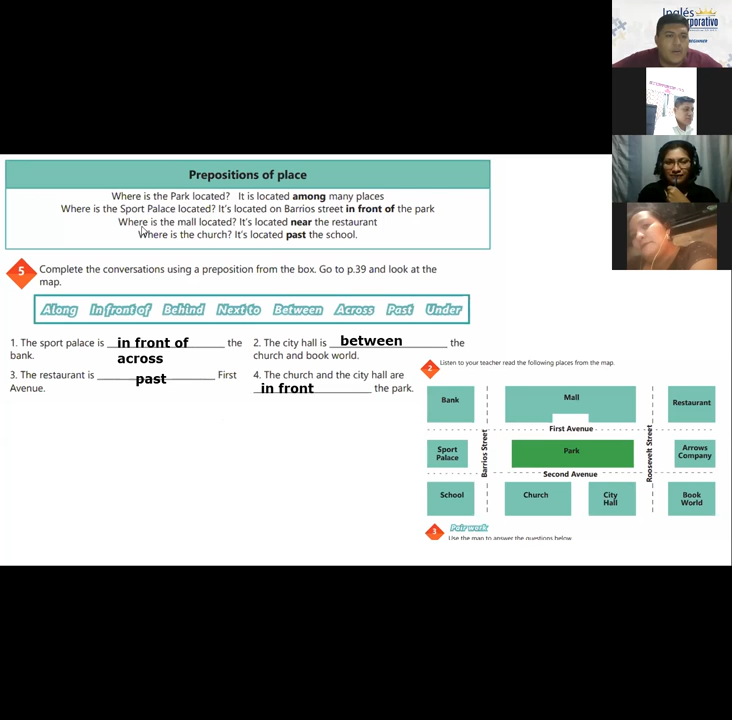 Inglés
orporativo
Prepositions of place
Where is the Park located? It is located among many places
Where is the Sport Palace located? It's located on Barrios street in front of the park
Where is the mall located? It's located near the restaurant
Where is the church? It's located past the school.
5 Complete the conversations using a preposition from the box. Go to p.39 and look at the
map.
Along In front of Behind Next to Between Across Past Under
1. The sport palace is in front of the
bank. across
2. The city hall is between the
church and book world.
3. The restaurant is past First
Avenue.
4. The church and the city hall are
in front the park.
2 Listen to your teacher read the following places from the map.
Bank
Mall
Restaurant
First Avenue
Sport
Palace
Barrios Street
Park
Roosevelt Street
Arrows
Company
Second Avenue
School
Church
City
Hall
Book
World
3 Pair work
Use the map to answer the questions below